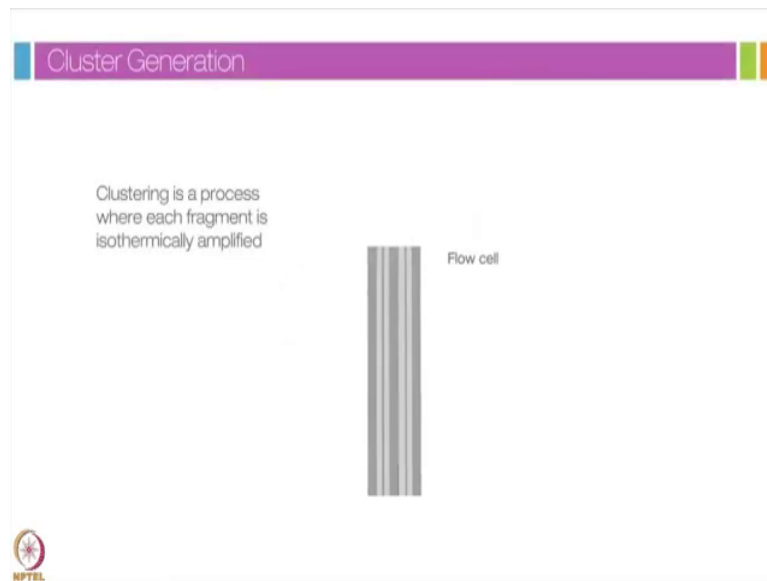 Cluster Generation
Clustering is a process
where each fragment is
isothermically amplified
Flow cell
NPTEL